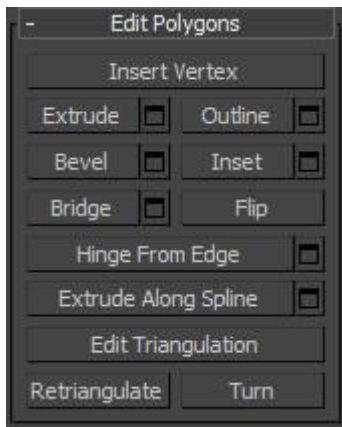 - Edit Polygons
Insert Vertex
Extrude Outline
Bevel Inset
Bridge Flip
Hinge From Edge
Extrude Along Spline
Edit Triangulation
Retriangulate Turn